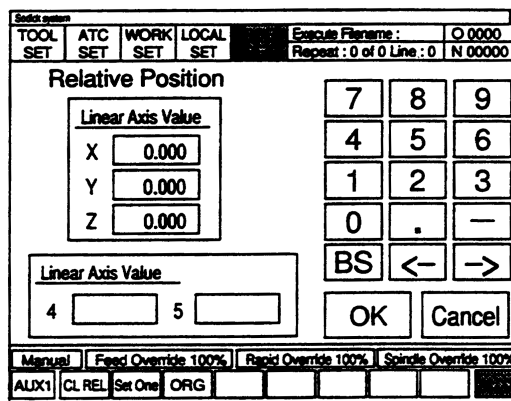 Sodick system
TOOL SET ATC SET WORK SET LOCAL SET
Execute Filename : O 0000
Repeat : 0 of 0 Line : 0 N 00000
Relative Position
Linear Axis Value
X 0.000
Y 0.000
Z 0.000
Linear Axis Value
4 5
7 8 9
4 5 6
1 2 3
0 . —
BS <- ->
OK Cancel
Manual Feed Override 100% Rapid Override 100% Spindle Override 100%
AUX1 CL REL Set One ORG